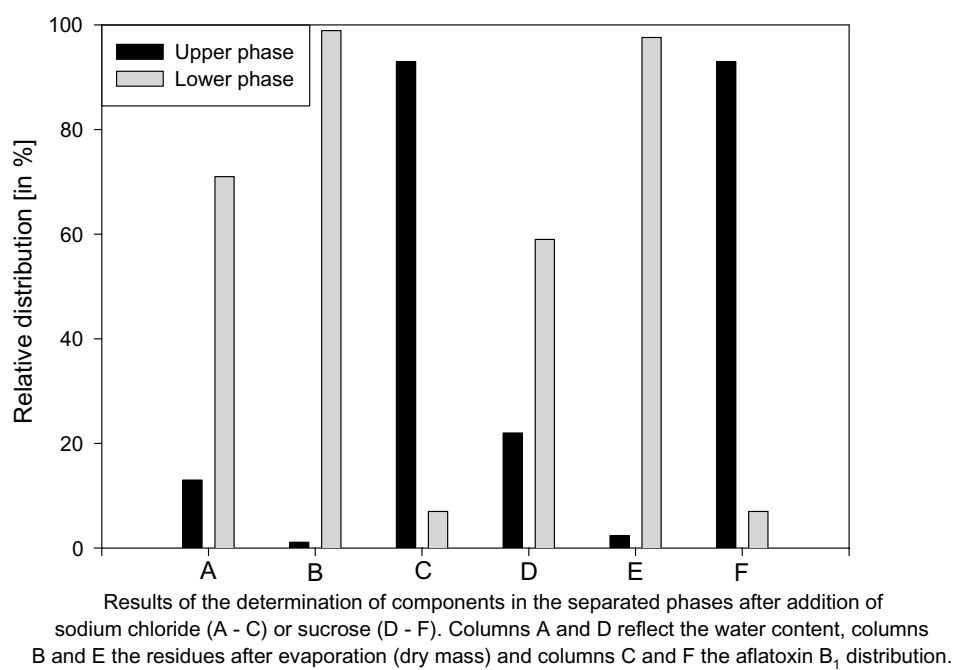 100
80
60
40
20
0
Relative distribution [in %]
Upper phase
Lower phase
A B C D E F
Results of the determination of components in the separated phases after addition of
sodium chloride (A - C) or sucrose (D - F). Columns A and D reflect the water content, columns
B and E the residues after evaporation (dry mass) and columns C and F the aflatoxin B₁ distribution.